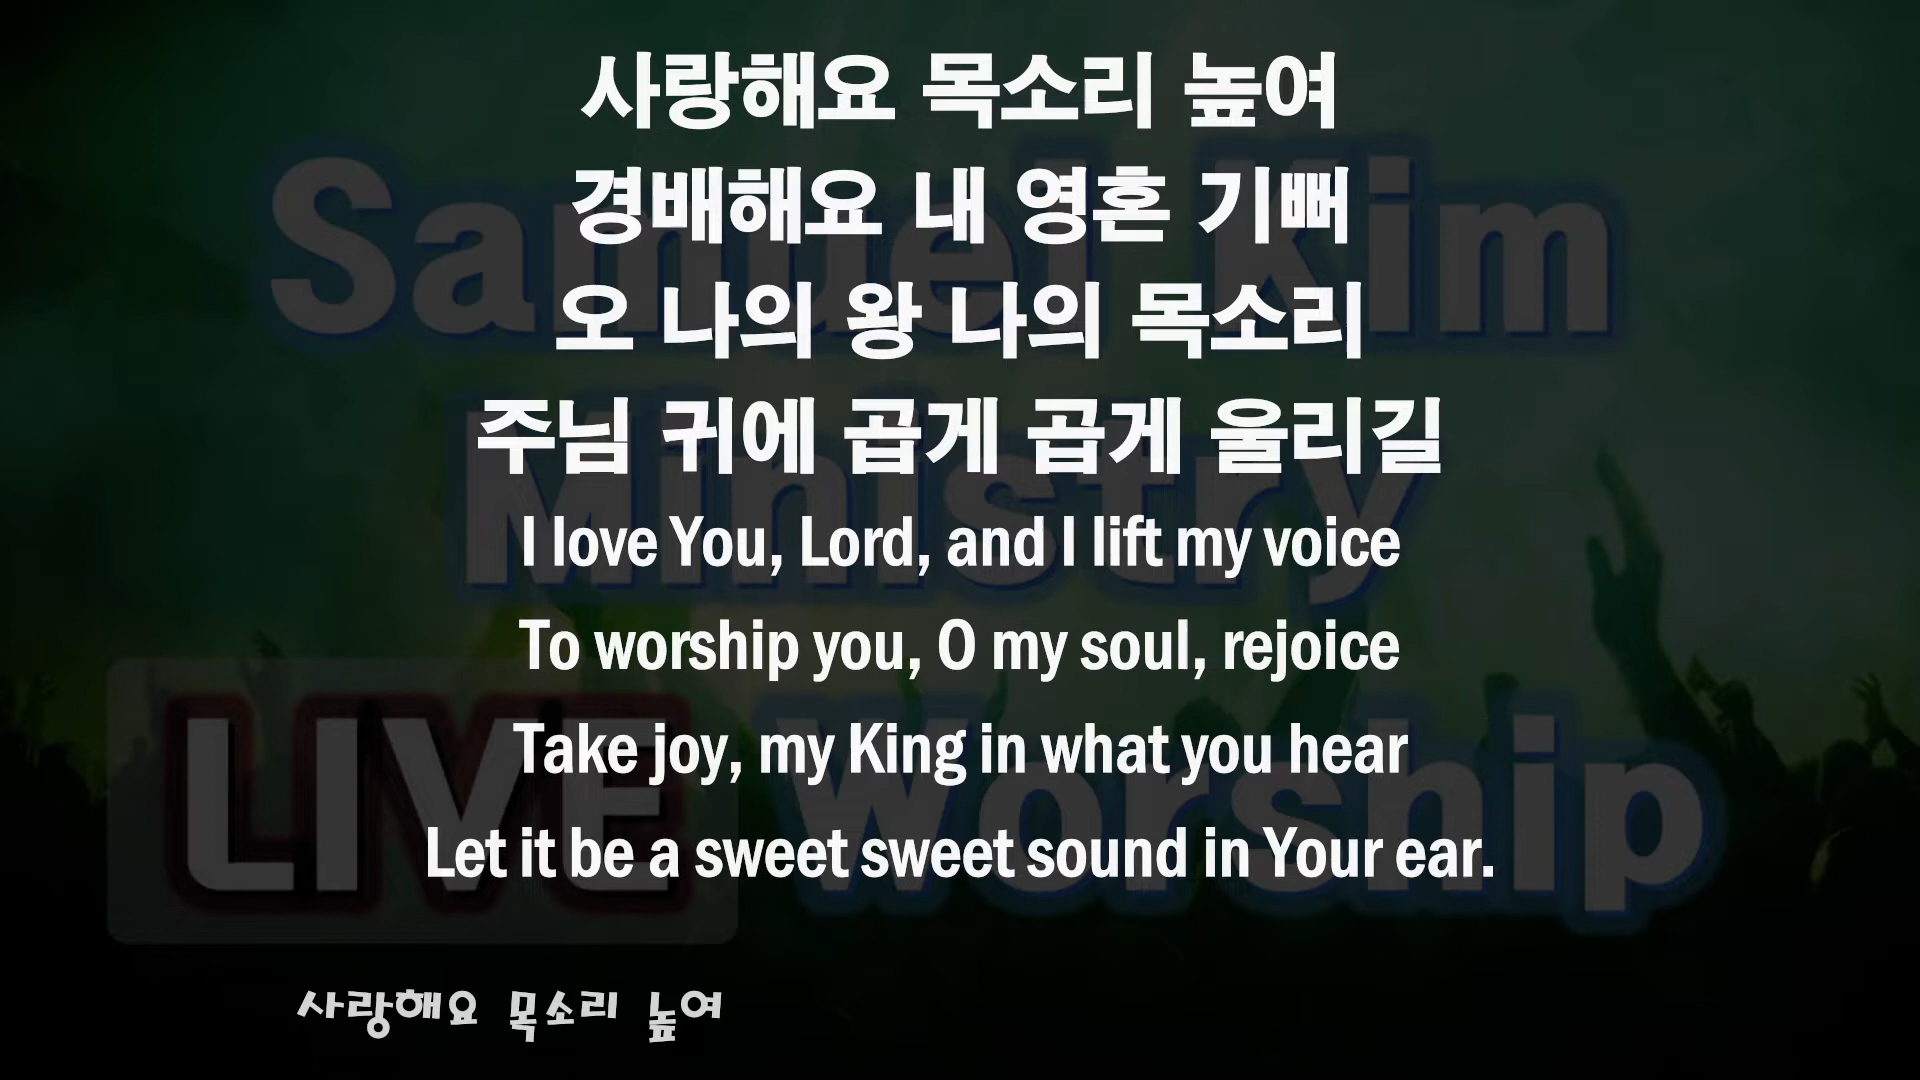 사랑해요 목소리 높여
경배해요 내 영혼 기뻐
오 나의 왕 나의 목소리
주님 귀에 곱게 곱게 울리길
I love You, Lord, and I lift my voice
To worship you, O my soul, rejoice
Take joy, my King in what you hear
Let it be a sweet sweet sound in Your ear.
Samuel Kim
Ministry
LIVE Worship
사랑해요 목소리 높여